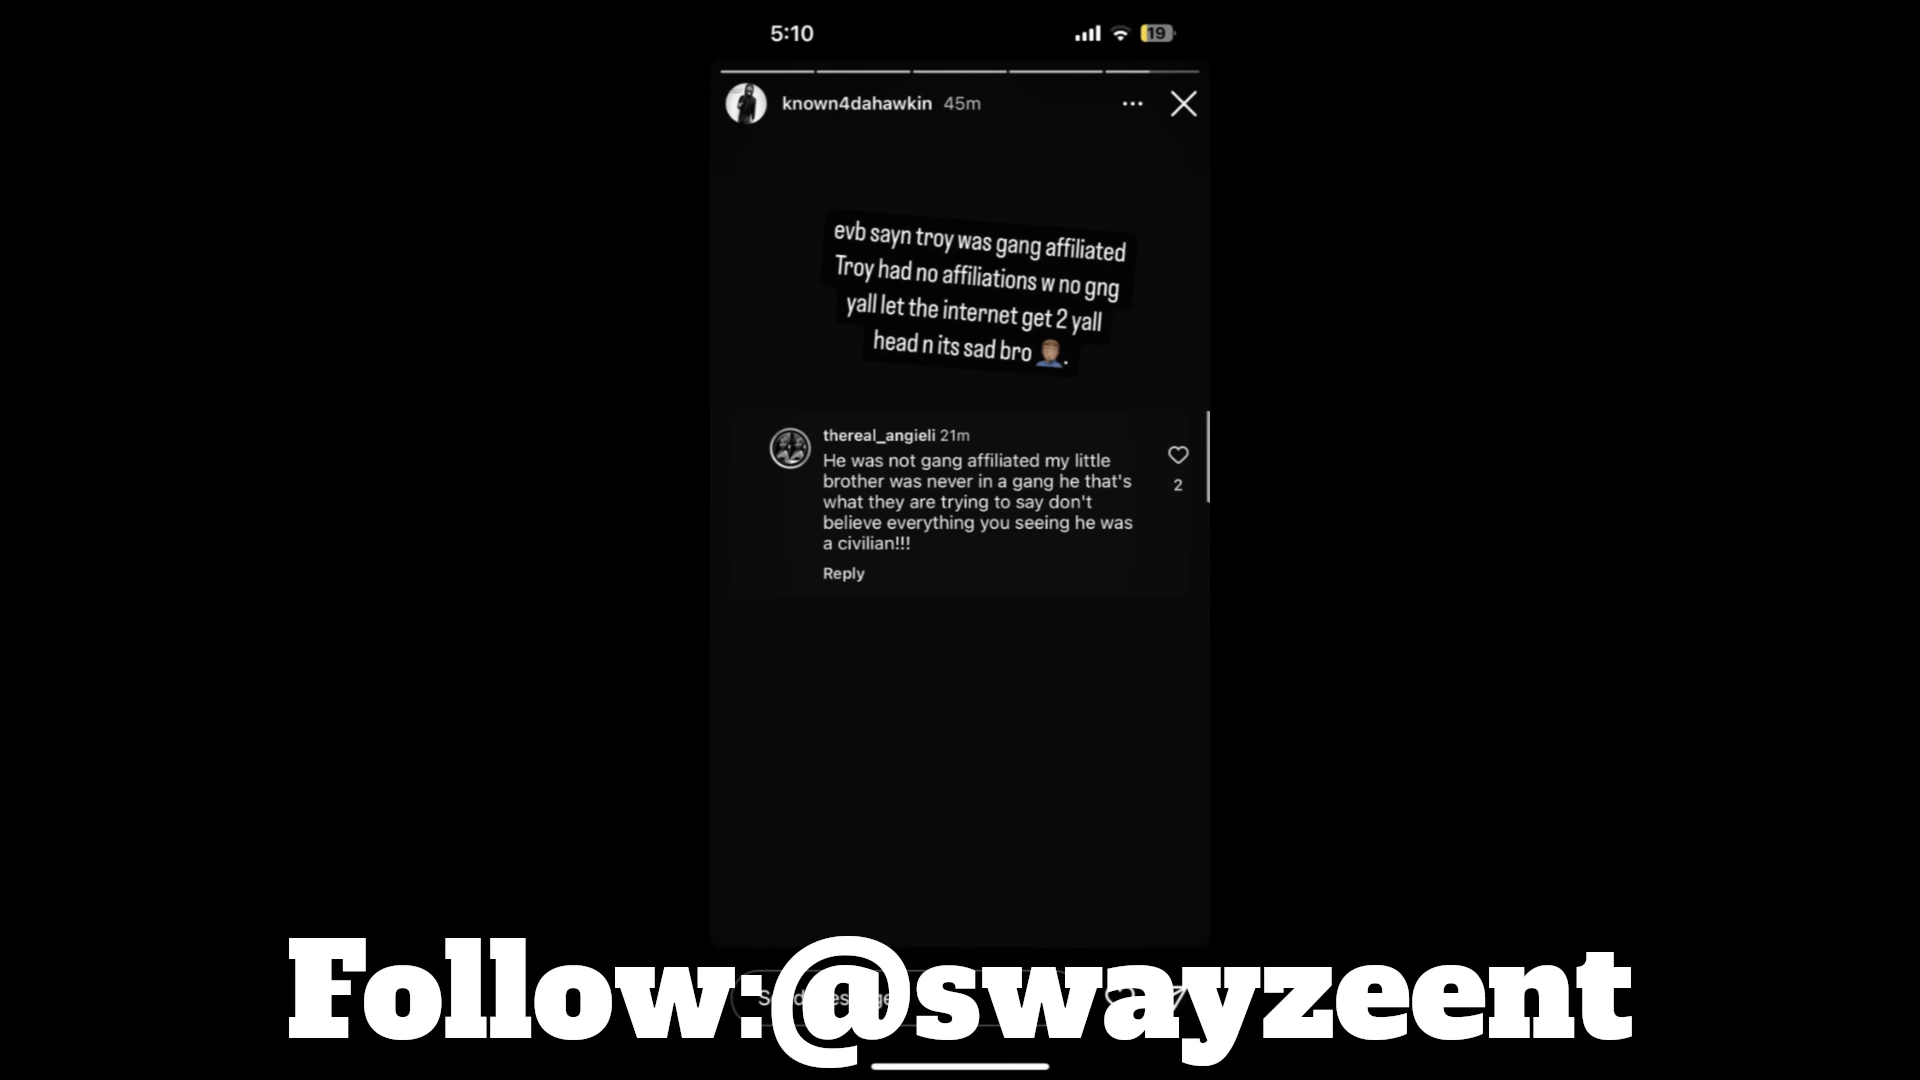 5:10
19
known4dahawkin 45m
evb sayn troy was gang affiliated
Troy had no affiliations w no gng
yall let the internet get 2 yall
head n its sad bro 🤦🏽‍♂️.
thereal_angieli 21m
He was not gang affiliated my little
brother was never in a gang he that's
what they are trying to say don't
believe everything you seeing he was
a civilian!!!
2
Reply
Follow:@swayzeent